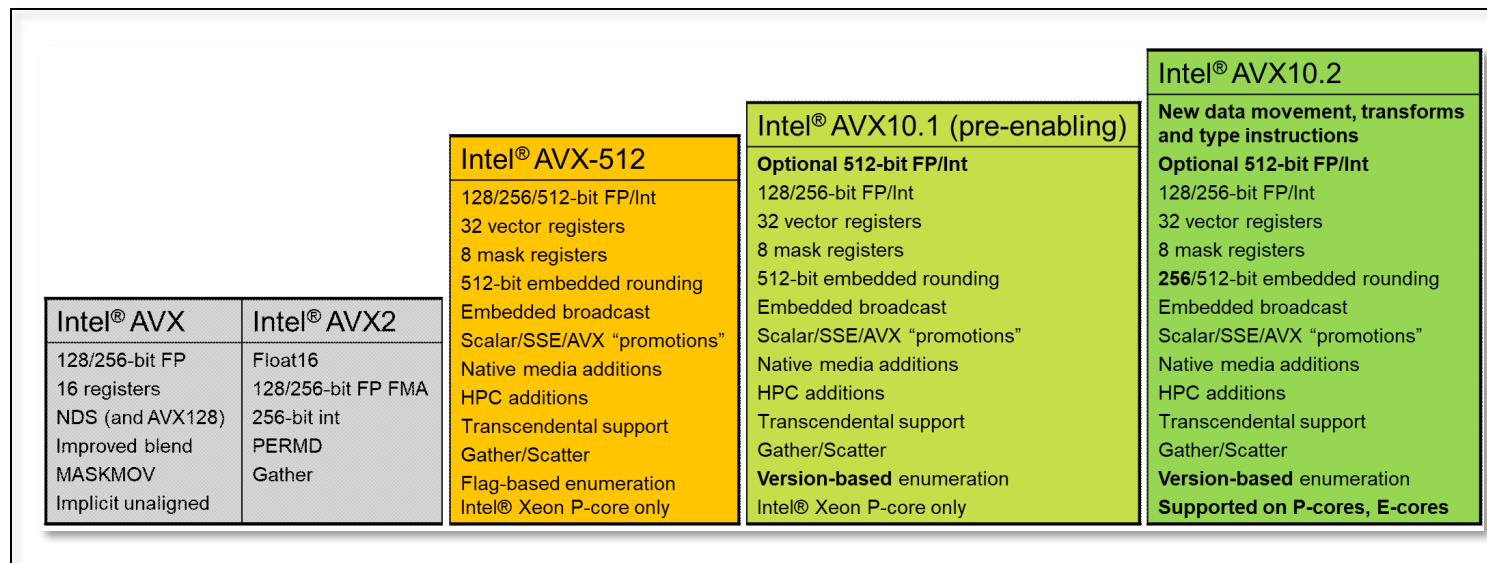 Intel® AVX
128/256-bit FP
16 registers
NDS (and AVX128)
Improved blend
MASKMOV
Implicit unaligned
Intel® AVX2
Float16
128/256-bit FP FMA
256-bit int
PERMD
Gather
Intel® AVX-512
128/256/512-bit FP/Int
32 vector registers
8 mask registers
512-bit embedded rounding
Embedded broadcast
Scalar/SSE/AVX “promotions”
Native media additions
HPC additions
Transcendental support
Gather/Scatter
Flag-based enumeration
Intel® Xeon P-core only
Intel® AVX10.1 (pre-enabling)
Optional 512-bit FP/Int
128/256-bit FP/Int
32 vector registers
8 mask registers
512-bit embedded rounding
Embedded broadcast
Scalar/SSE/AVX “promotions”
Native media additions
HPC additions
Transcendental support
Gather/Scatter
Version-based enumeration
Intel® Xeon P-core only
Intel® AVX10.2
New data movement, transforms
and type instructions
Optional 512-bit FP/Int
128/256-bit FP/Int
32 vector registers
8 mask registers
256/512-bit embedded rounding
Embedded broadcast
Scalar/SSE/AVX “promotions”
Native media additions
HPC additions
Transcendental support
Gather/Scatter
Version-based enumeration
Supported on P-cores, E-cores